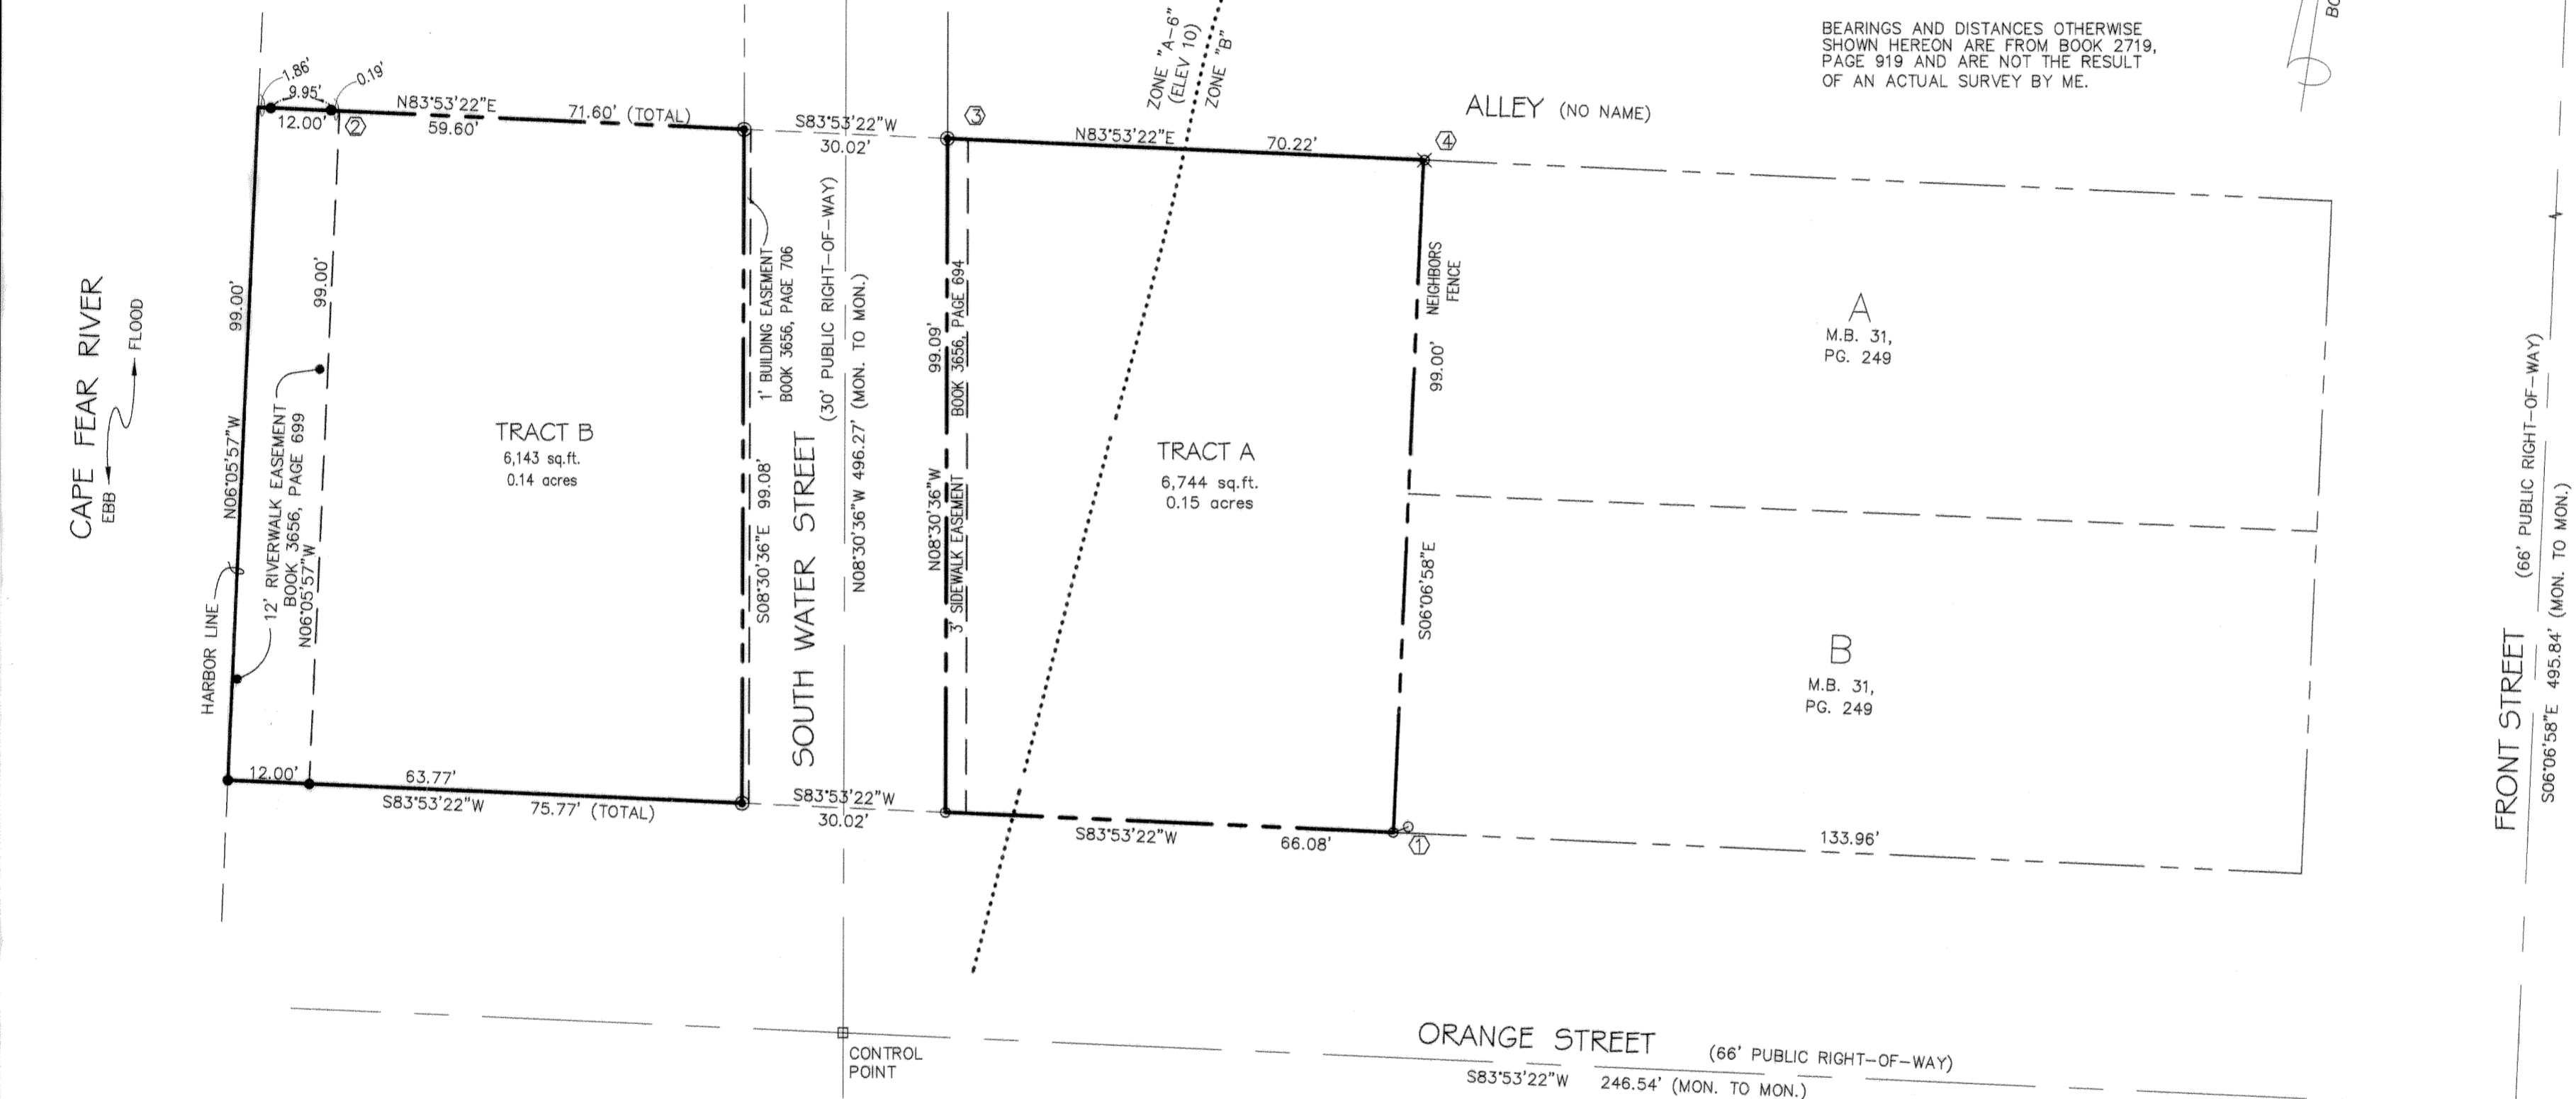 BEARINGS AND DISTANCES OTHERWISE
SHOWN HEREON ARE FROM BOOK 2719,
PAGE 919 AND ARE NOT THE RESULT
OF AN ACTUAL SURVEY BY ME.
ZONE "A-6"
(ELEV 10)
ZONE "B"
ALLEY (NO NAME)
1.86'
9.95'
0.19'
12.00'
2
N83°53'22"E
59.60'
71.60' (TOTAL)
S83°53'22"W
30.02'
3
N83°53'22"E
70.22'
4
CAPE FEAR RIVER
EBB
FLOOD
HARBOR LINE
N06°05'57"W
99.00'
12' RIVERWALK EASEMENT
BOOK 3656, PAGE 699
N06°05'57"W
99.00'
TRACT B
6,143 sq.ft.
0.14 acres
S08°30'36"E 99.08'
1' BUILDING EASEMENT
BOOK 3656, PAGE 706
SOUTH WATER STREET
(30' PUBLIC RIGHT-OF-WAY)
N08°30'36"W 496.27' (MON. TO MON.)
N08°30'36"W
99.09'
3' SIDEWALK EASEMENT
BOOK 3656, PAGE 694
TRACT A
6,744 sq.ft.
0.15 acres
NEIGHBORS
FENCE
99.00'
S06°06'58"E
A
M.B. 31,
PG. 249
B
M.B. 31,
PG. 249
FRONT STREET
(66' PUBLIC RIGHT-OF-WAY)
S06°06'58"E 495.84' (MON. TO MON.)
12.00'
63.77'
S83°53'22"W
75.77' (TOTAL)
S83°53'22"W
30.02'
S83°53'22"W
66.08'
1
133.96'
CONTROL
POINT
ORANGE STREET
(66' PUBLIC RIGHT-OF-WAY)
S83°53'22"W 246.54' (MON. TO MON.)